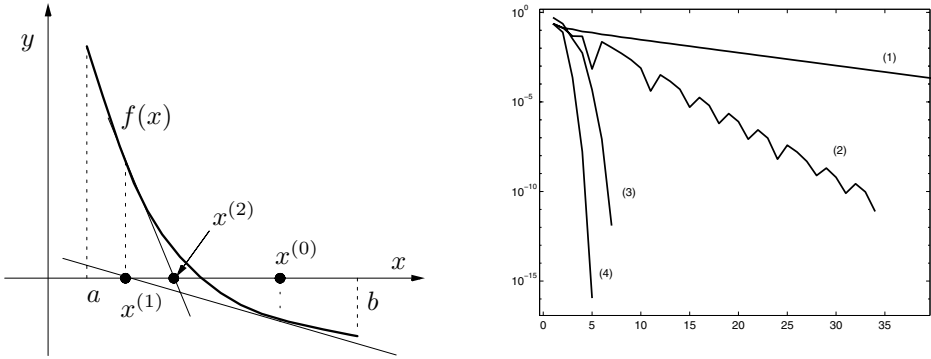 y
f(x)
x^{(2)}
x^{(0)}
x
a
x^{(1)}
b
10^0
10^{-5}
10^{-10}
10^{-15}
(1)
(2)
(3)
(4)
0 5 10 15 20 25 30 35